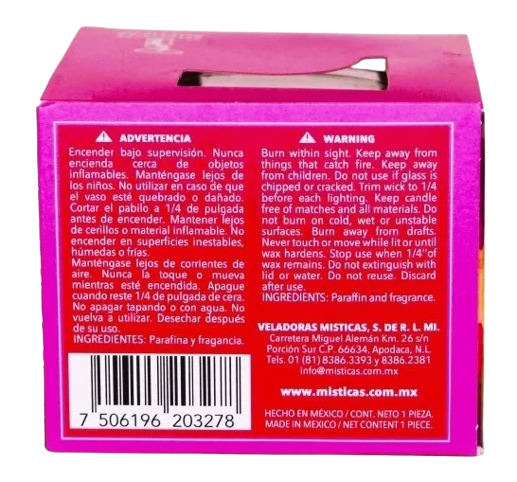 ADVERTENCIA
Encender bajo supervisión. Nunca
encienda cerca de objetos
inflamables. Manténgase lejos de
los niños. No utilizar en caso de que
el vaso esté quebrado o dañado.
Cortar el pabilo a 1/4 de pulgada
antes de encender. Mantener lejos
de cerillos o material inflamable. No
encender en superficies inestables,
húmedas o frías.
Manténgase lejos de corrientes de
aire. Nunca la toque o mueva
mientras esté encendida. Apague
cuando reste 1/4 de pulgada de cera.
No apagar tapando o con agua. No
vuelva a utilizar. Desechar después
de su uso.
INGREDIENTES: Parafina y fragancia.
7 506196 203278
WARNING
Burn within sight. Keep away from
things that catch fire. Keep away
from children. Do not use if glass is
chipped or cracked. Trim wick to 1/4
before each lighting. Keep candle
free of matches and all materials. Do
not burn on cold, wet or unstable
surfaces. Burn away from drafts.
Never touch or move while lit or until
wax hardens. Stop use when 1/4"of
wax remains. Do not extinguish with
lid or water. Do not reuse. Discard
after use.
INGREDIENTS: Paraffin and fragrance.
VELADORAS MISTICAS, S. DE R. L. MI.
Carretera Miguel Alemán Km. 26 s/n
Porción Sur C.P. 66634, Apodaca, N.L.
Tels. 01 (81) 8386.3393 y 8386.2381
info@misticas.com.mx
www.misticas.com.mx
HECHO EN MÉXICO / CONT. NETO 1 PIEZA.
MADE IN MEXICO / NET CONTENT 1 PIECE.